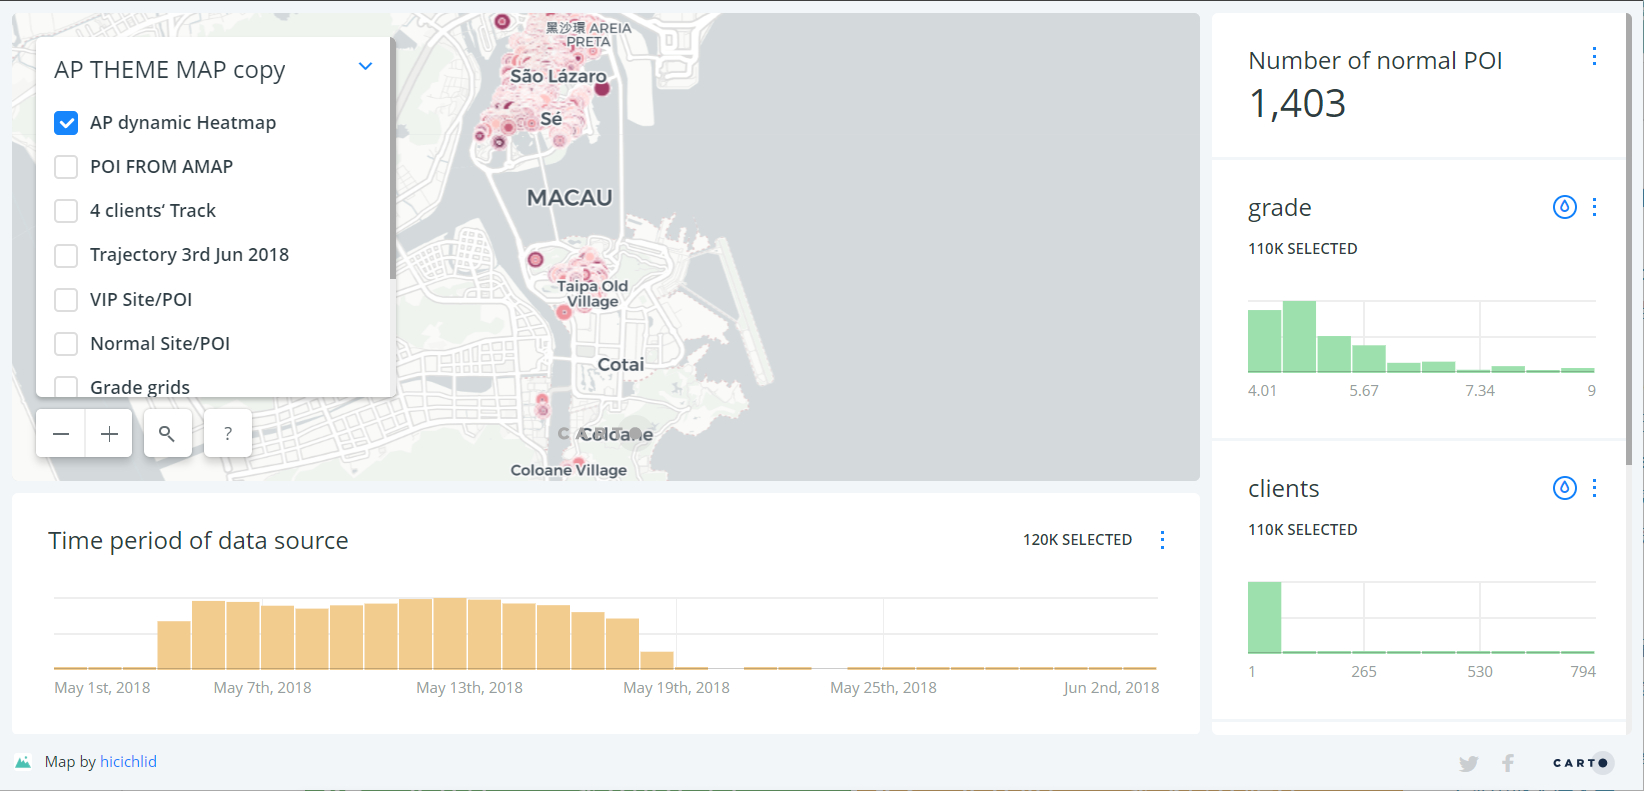 AP THEME MAP copy
AP dynamic Heatmap
POI FROM AMAP
4 clients‘ Track
Trajectory 3rd Jun 2018
VIP Site/POI
Normal Site/POI
Grade grids
?
黑沙環 AREIA
PRETA
São Lázaro
Sé
MACAU
Taipa Old
Village
Cotai
CARTO
Coloane
Coloane Village
Number of normal POI
1,403
grade
110K SELECTED
4.01 5.67 7.34 9
clients
110K SELECTED
1 265 530 794
Time period of data source
120K SELECTED
May 1st, 2018 May 7th, 2018 May 13th, 2018 May 19th, 2018 May 25th, 2018 Jun 2nd, 2018
Map by hicichlid
CARTO